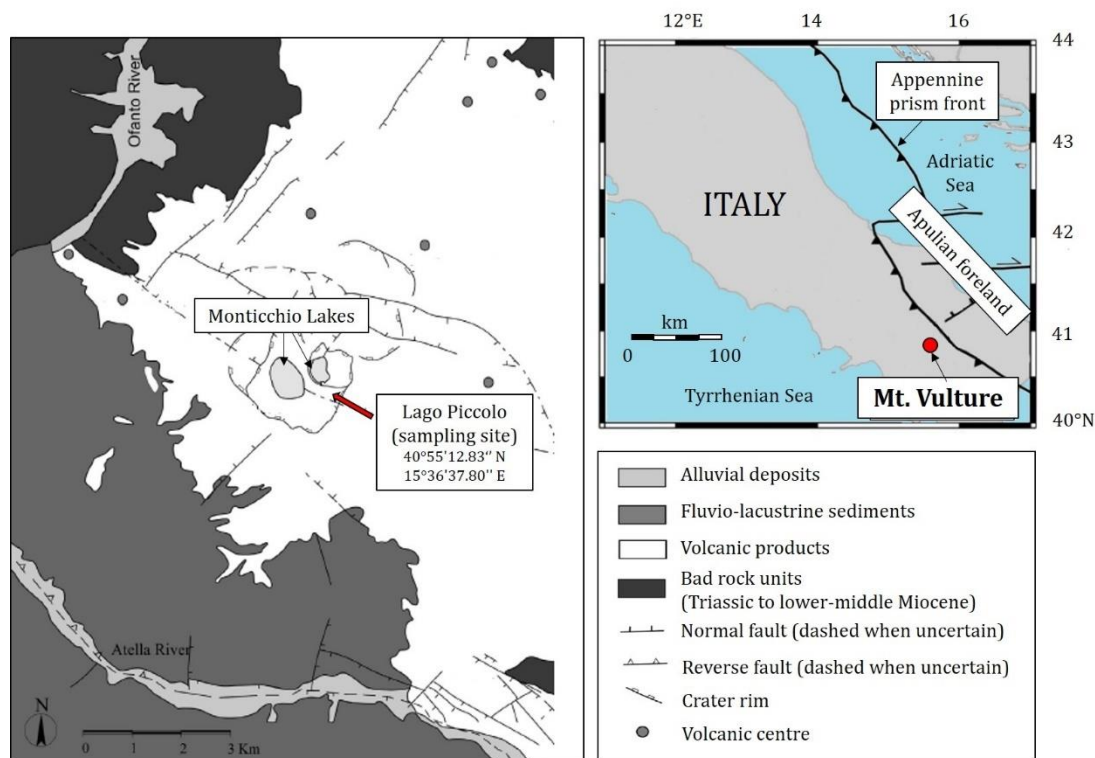 Ofanto River
Monticchio Lakes
Lago Piccolo
(sampling site)
40°55'12.83'' N
15°36'37.80'' E
Atella River
N
0 1 2 3 Km
12°E 14 16
44
43
42
41
40°N
Appennine
prism front
Adriatic
Sea
ITALY
Apulian foreland
km
0 100
Mt. Vulture
Tyrrhenian Sea
Alluvial deposits
Fluvio-lacustrine sediments
Volcanic products
Bad rock units
(Triassic to lower-middle Miocene)
Normal fault (dashed when uncertain)
Reverse fault (dashed when uncertain)
Crater rim
Volcanic centre